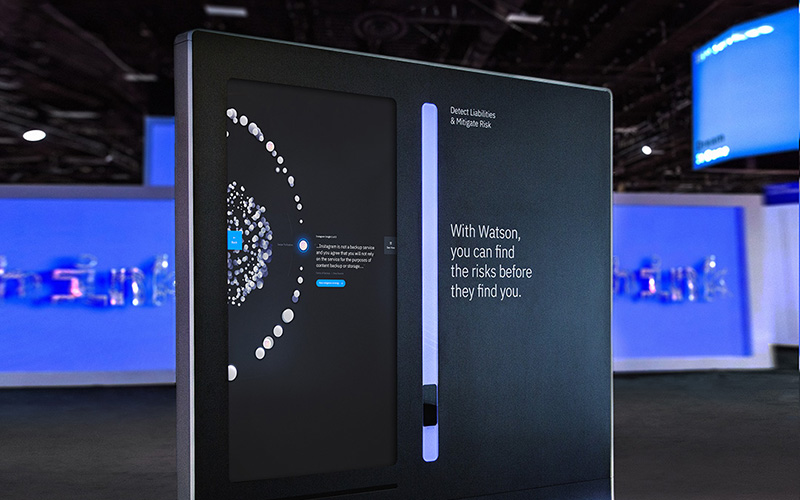 Detect Liabilities
& Mitigate Risk
With Watson,
you can find
the risks before
they find you.
...Instagram is not a backup service
and you agree that you will not rely
on the service for the purposes of
content backup or storage....